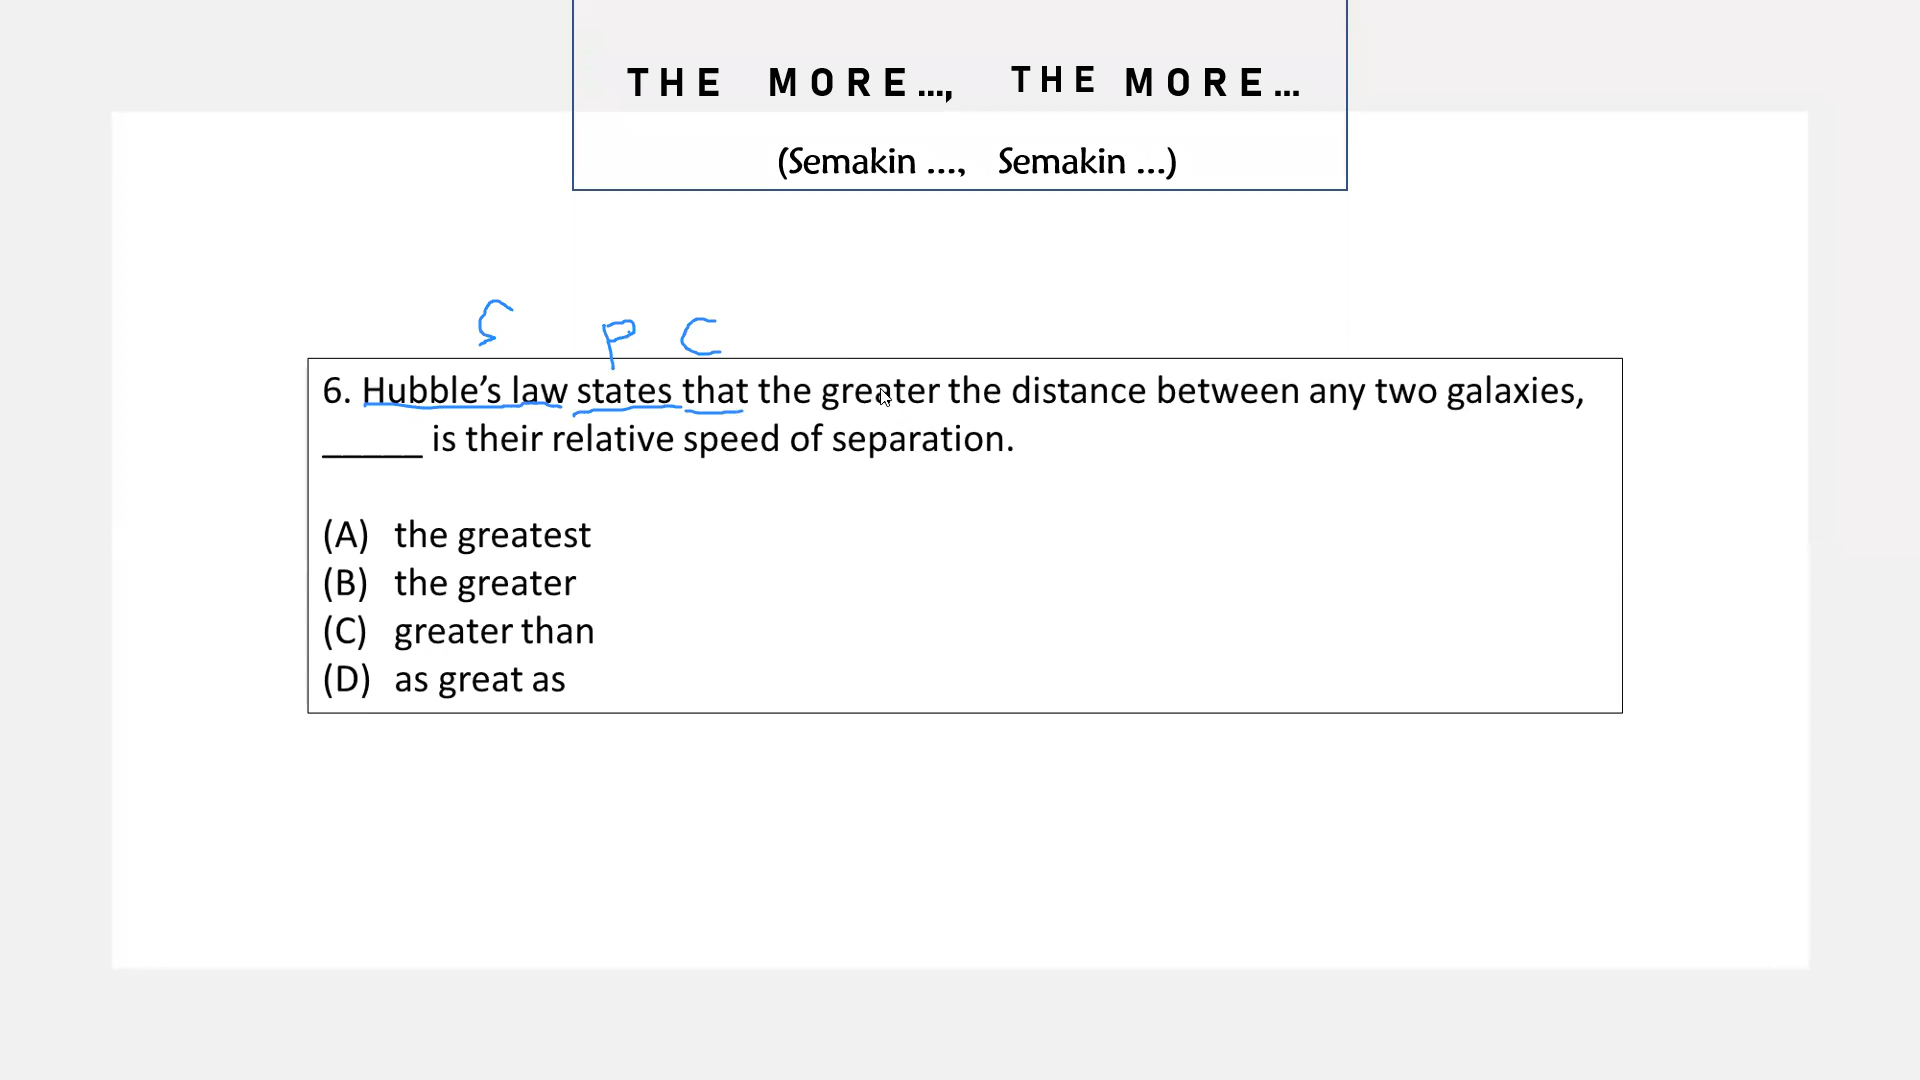 THE MORE..., THE MORE...
(Semakin ..., Semakin ...)
S P C
6. Hubble’s law states that the greater the distance between any two galaxies,
_____ is their relative speed of separation.
(A) the greatest
(B) the greater
(C) greater than
(D) as great as